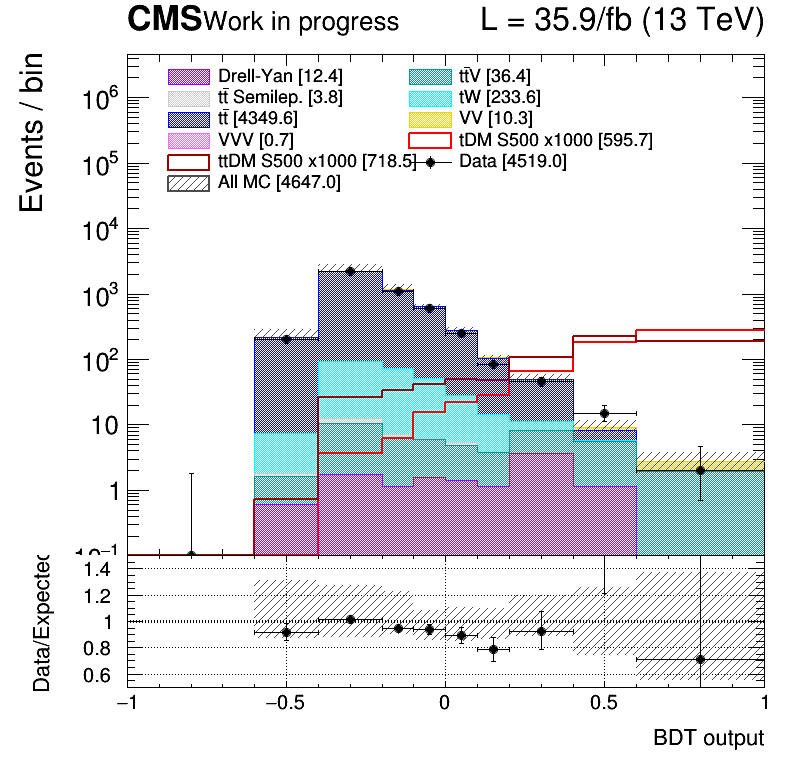 CMS Work in progress L = 35.9/fb (13 TeV)
Events / bin
Drell-Yan [12.4] tt̄V [36.4]
tt̄ Semilep. [3.8] tW [233.6]
tt̄ [4349.6] VV [10.3]
VVV [0.7] tDM S500 x1000 [595.7]
ttDM S500 x1000 [718.5] Data [4519.0]
All MC [4647.0]
10⁶
10⁵
10⁴
10³
10²
10
1
10⁻¹
Data/Expected
1.4
1.2
1
0.8
0.6
−1 −0.5 0 0.5 1
BDT output